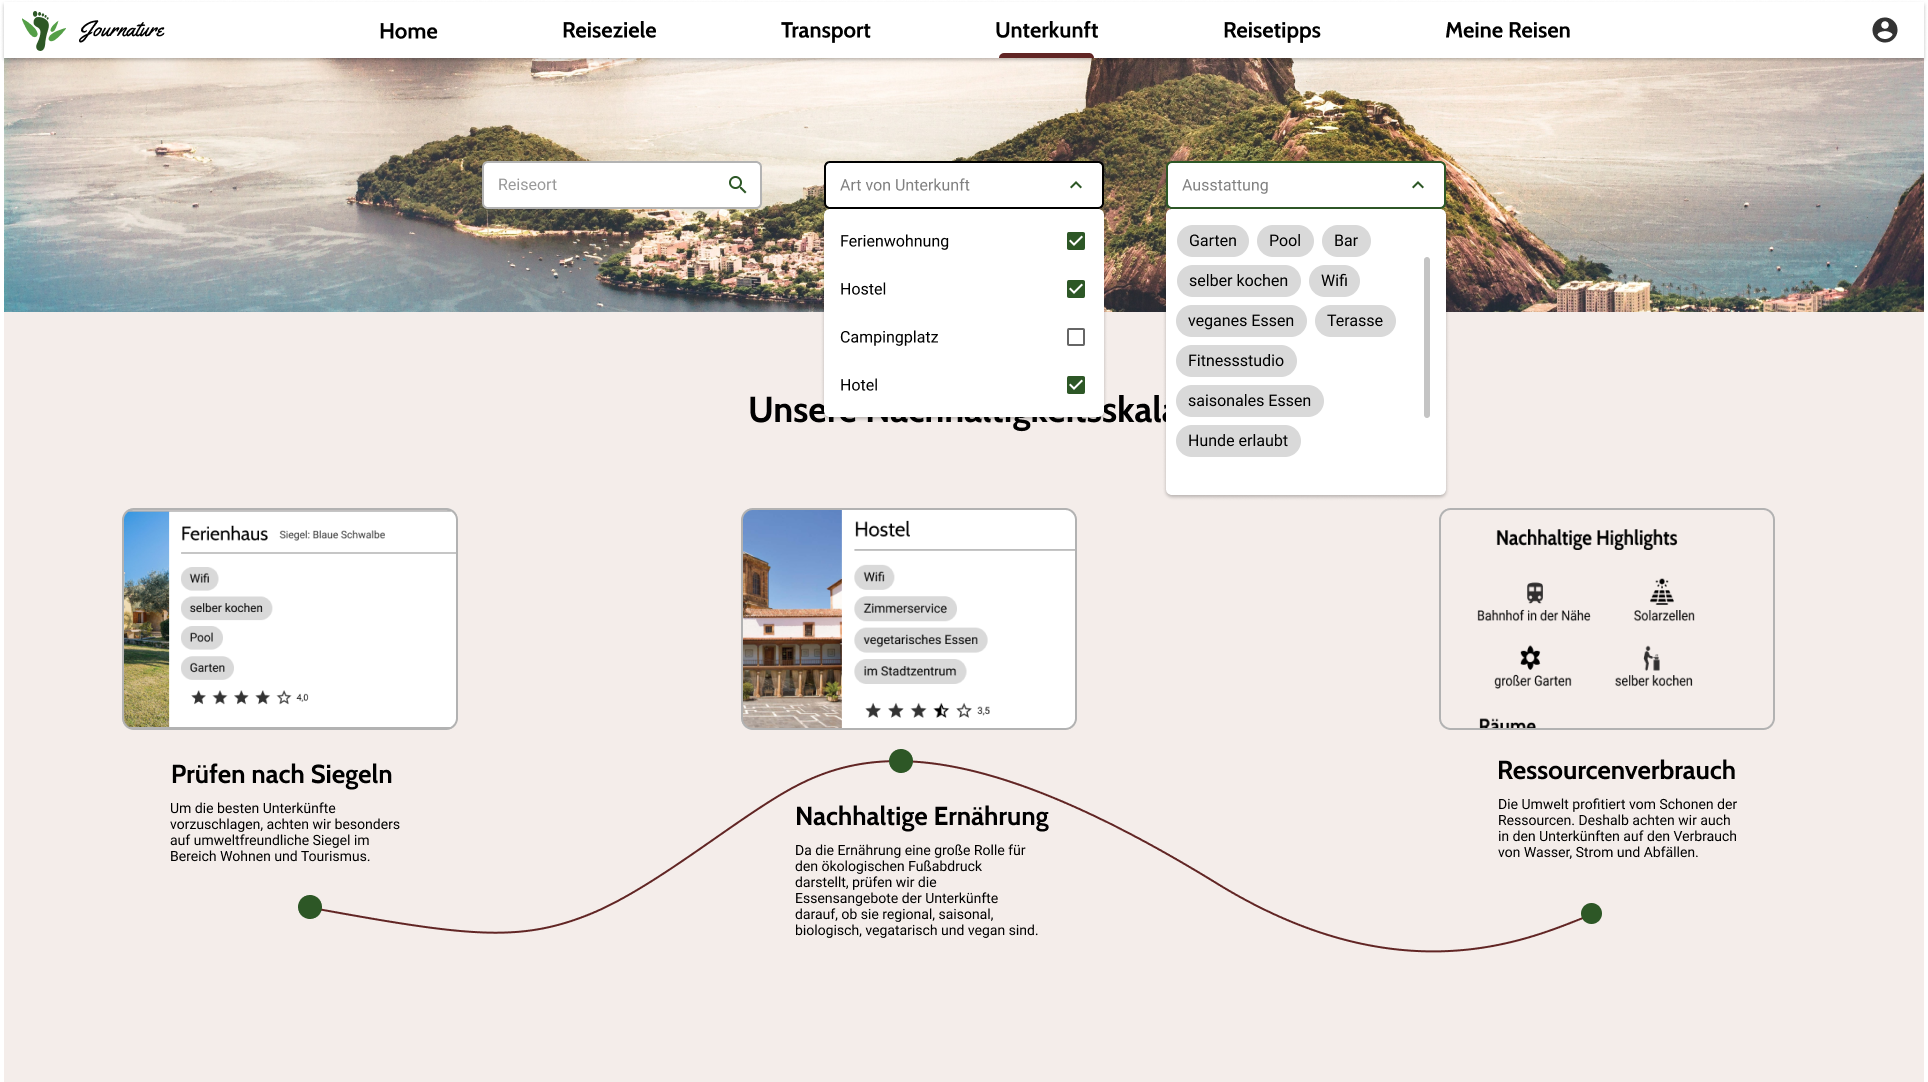 Journature
Home
Reiseziele
Transport
Unterkunft
Reisetipps
Meine Reisen
Reiseort
Art von Unterkunft
Ferienwohnung
Hostel
Campingplatz
Hotel
Ausstattung
Garten Pool Bar
selber kochen Wifi
veganes Essen Terasse
Fitnessstudio
saisonales Essen
Hunde erlaubt
Unsere Nachhaltigkeitsskala
Ferienhaus Siegel: Blaue Schwalbe
Wifi
selber kochen
Pool
Garten
4,0
Prüfen nach Siegeln
Um die besten Unterkünfte
vorzuschlagen, achten wir besonders
auf umweltfreundliche Siegel im
Bereich Wohnen und Tourismus.
Hostel
Wifi
Zimmerservice
vegetarisches Essen
im Stadtzentrum
3,5
Nachhaltige Ernährung
Da die Ernährung eine große Rolle für
den ökologischen Fußabdruck
darstellt, prüfen wir die
Essensangebote der Unterkünfte
darauf, ob sie regional, saisonal,
biologisch, vegatarisch und vegan sind.
Nachhaltige Highlights
Bahnhof in der Nähe Solarzellen
großer Garten selber kochen
Räume
Ressourcenverbrauch
Die Umwelt profitiert vom Schonen der
Ressourcen. Deshalb achten wir auch
in den Unterkünften auf den Verbrauch
von Wasser, Strom und Abfällen.